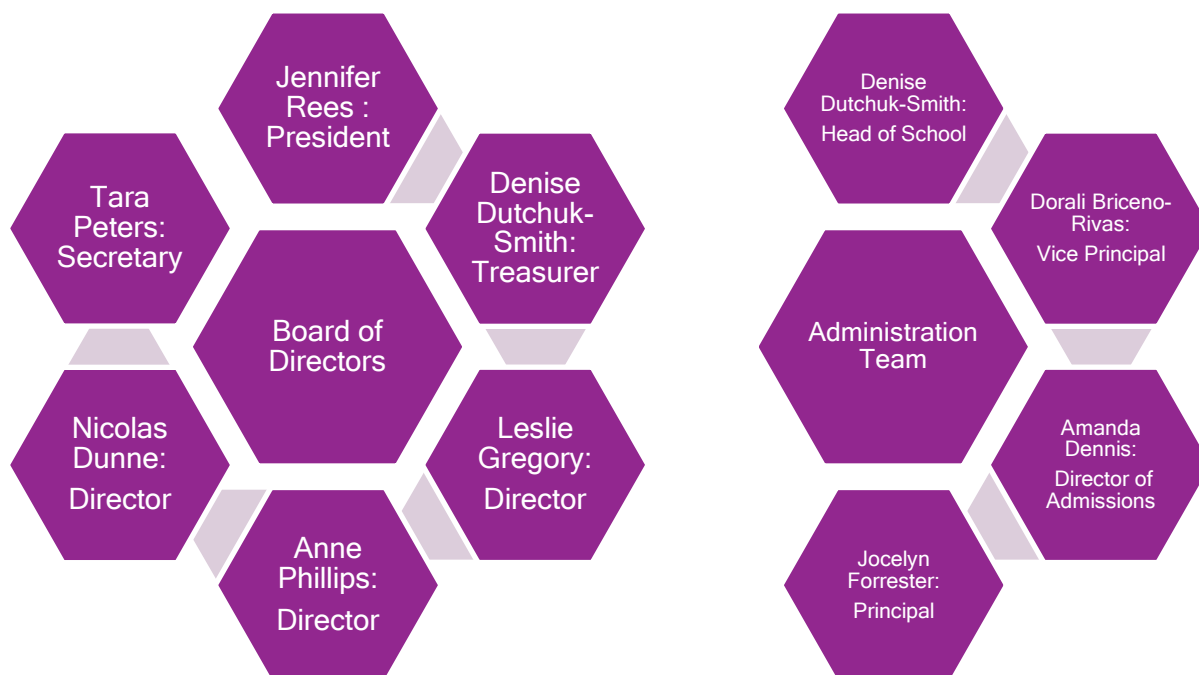 Jennifer
Rees :
President
Denise
Dutchuk-
Smith:
Treasurer
Leslie
Gregory:
Director
Anne
Phillips:
Director
Nicolas
Dunne:
Director
Tara
Peters:
Secretary
Board of
Directors
Denise
Dutchuk-Smith:
Head of School
Dorali Briceno-
Rivas:
Vice Principal
Amanda
Dennis:
Director of
Admissions
Jocelyn
Forrester:
Principal
Administration
Team